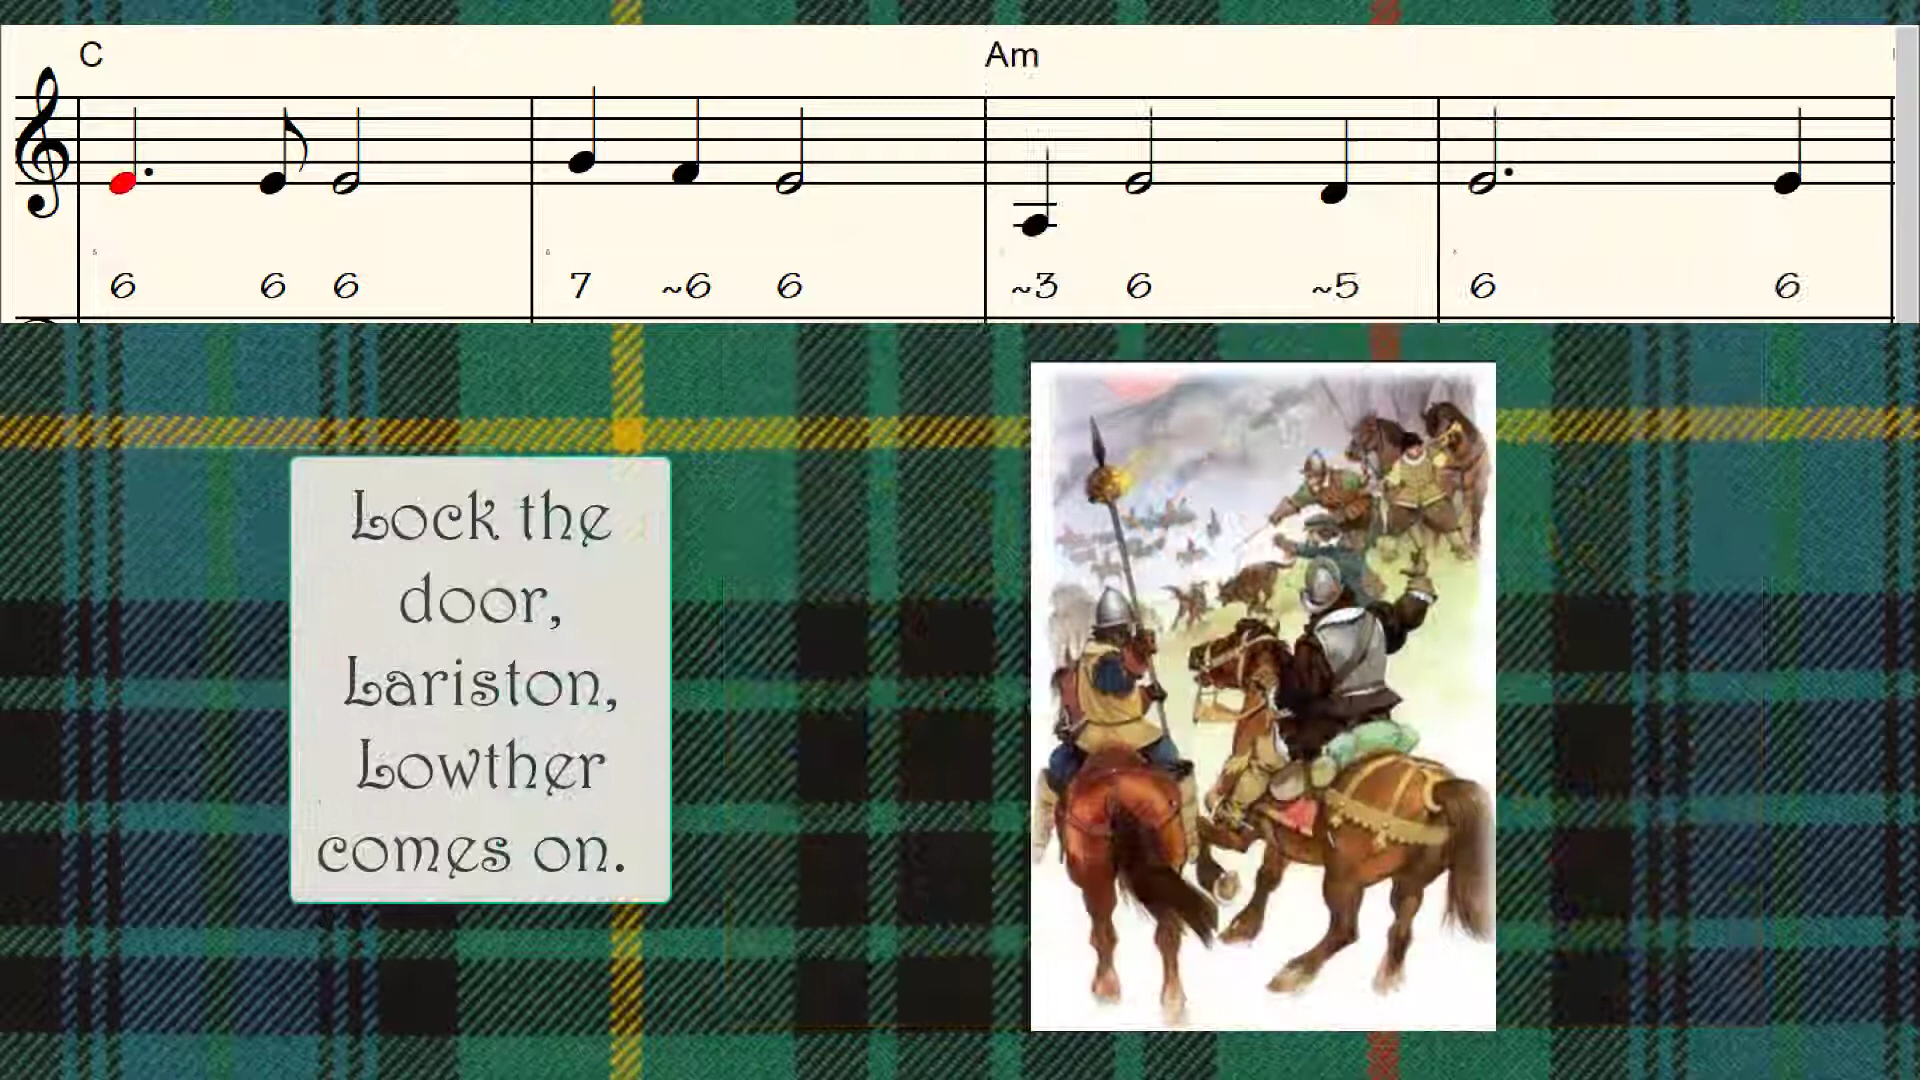 C Am
6 6 6 7 ~6 6 ~3 6 ~5 6 6
Lock the
door,
Lariston,
Lowther
comes on.